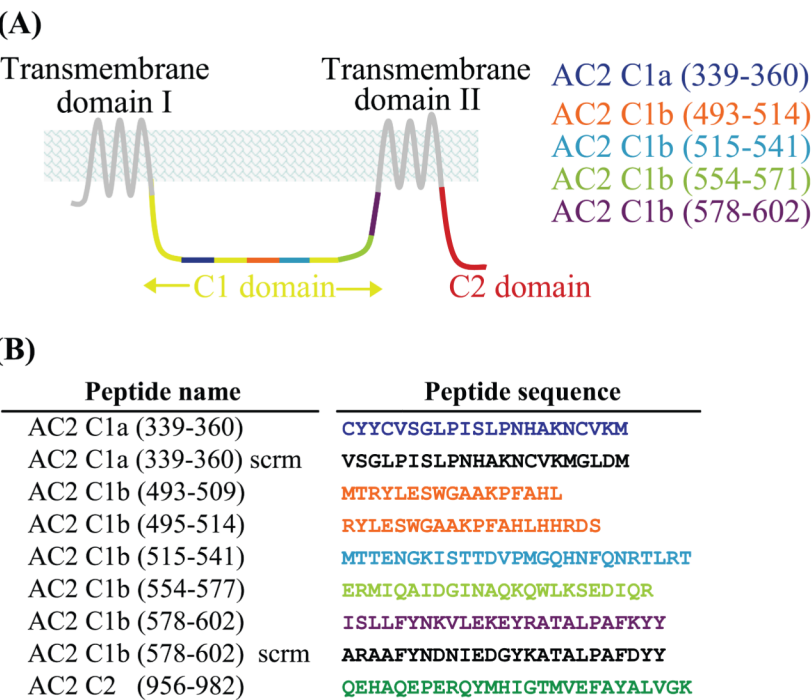 (A)
Transmembrane domain I
Transmembrane domain II
AC2 C1a (339-360)
AC2 C1b (493-514)
AC2 C1b (515-541)
AC2 C1b (554-571)
AC2 C1b (578-602)
C1 domain
C2 domain
(B)
Peptide name Peptide sequence
AC2 C1a (339-360) CYYCVSGLPISLPNHAKNCVKM
AC2 C1a (339-360) scrm VSGLPISLPNHAKNCVKMGLDM
AC2 C1b (493-509) MTRYLESWGAAKPFAHL
AC2 C1b (495-514) RYLESWGAAKPFAHLHHRDS
AC2 C1b (515-541) MTTENGKISTTDVPMGQHNFQNRTLRT
AC2 C1b (554-577) ERMIQAIDGINAQKQWLKSEDIQR
AC2 C1b (578-602) ISLLFYNKVLEKEYRATALPAFKYY
AC2 C1b (578-602) scrm ARAAFYNDNIEDGYKATALPAFDYY
AC2 C2 (956-982) QEHAQEPERQYMHIGTMVEFAYALVGK